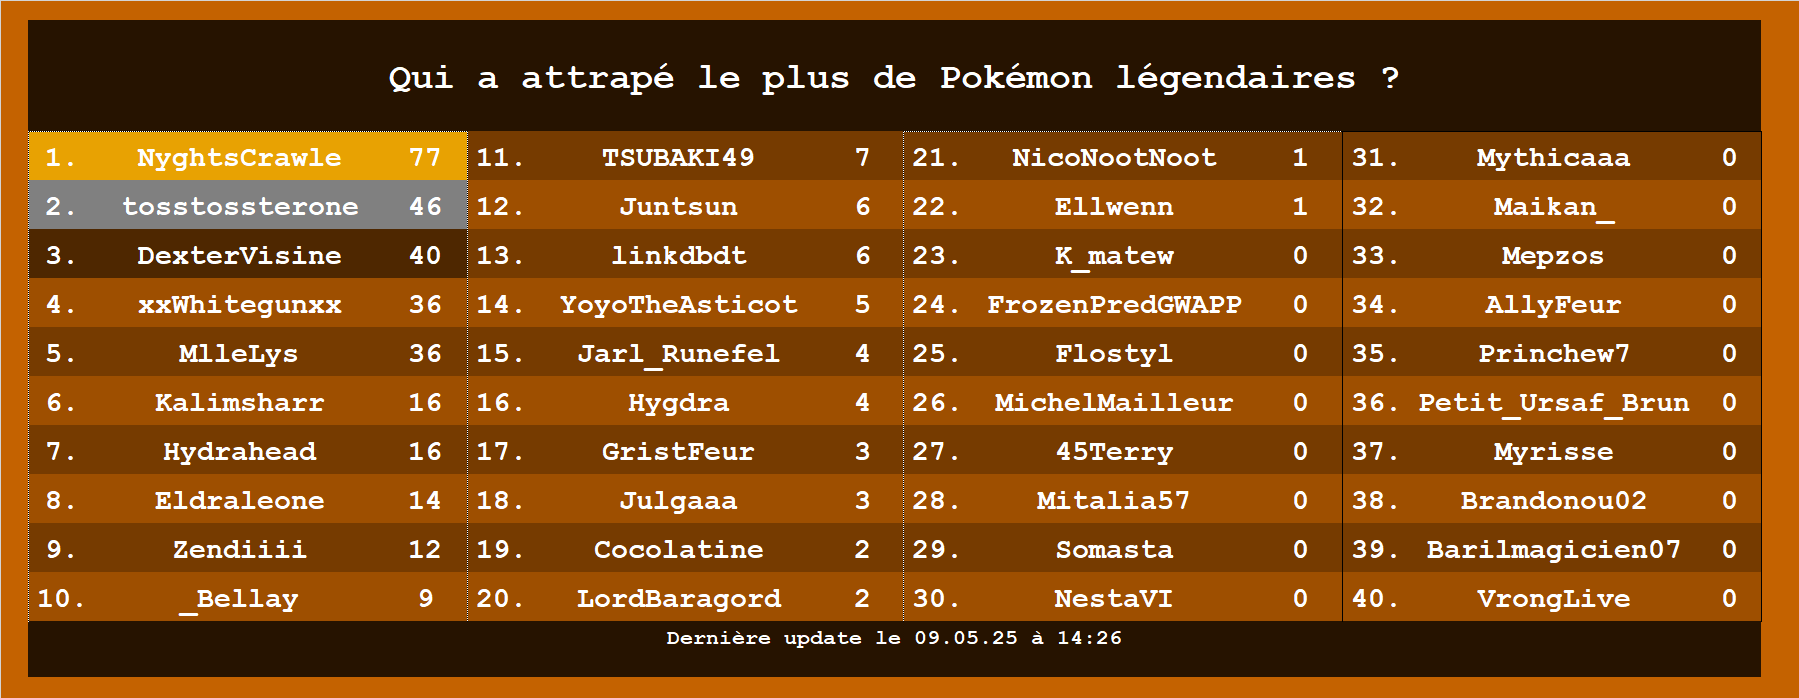 Qui a attrapé le plus de Pokémon légendaires ?
1. NyghtsCrawle 77 11. TSUBAKI49 7 21. NicoNootNoot 1 31. Mythicaaa 0
2. tosstossterone 46 12. Juntsun 6 22. Ellwenn 1 32. Maikan_ 0
3. DexterVisine 40 13. linkdbdt 6 23. K_matew 0 33. Mepzos 0
4. xxWhitegunxx 36 14. YoyoTheAsticot 5 24. FrozenPredGWAPP 0 34. AllyFeur 0
5. MlleLys 36 15. Jarl_Runefel 4 25. Flostyl 0 35. Princhew7 0
6. Kalimsharr 16 16. Hygdra 4 26. MichelMailleur 0 36. Petit_Ursaf_Brun 0
7. Hydrahead 16 17. GristFeur 3 27. 45Terry 0 37. Myrisse 0
8. Eldraleone 14 18. Julgaaa 3 28. Mitalia57 0 38. Brandonou02 0
9. Zendiiii 12 19. Cocolatine 2 29. Somasta 0 39. Barilmagicien07 0
10. _Bellay 9 20. LordBaragord 2 30. NestaVI 0 40. VrongLive 0
Dernière update le 09.05.25 à 14:26